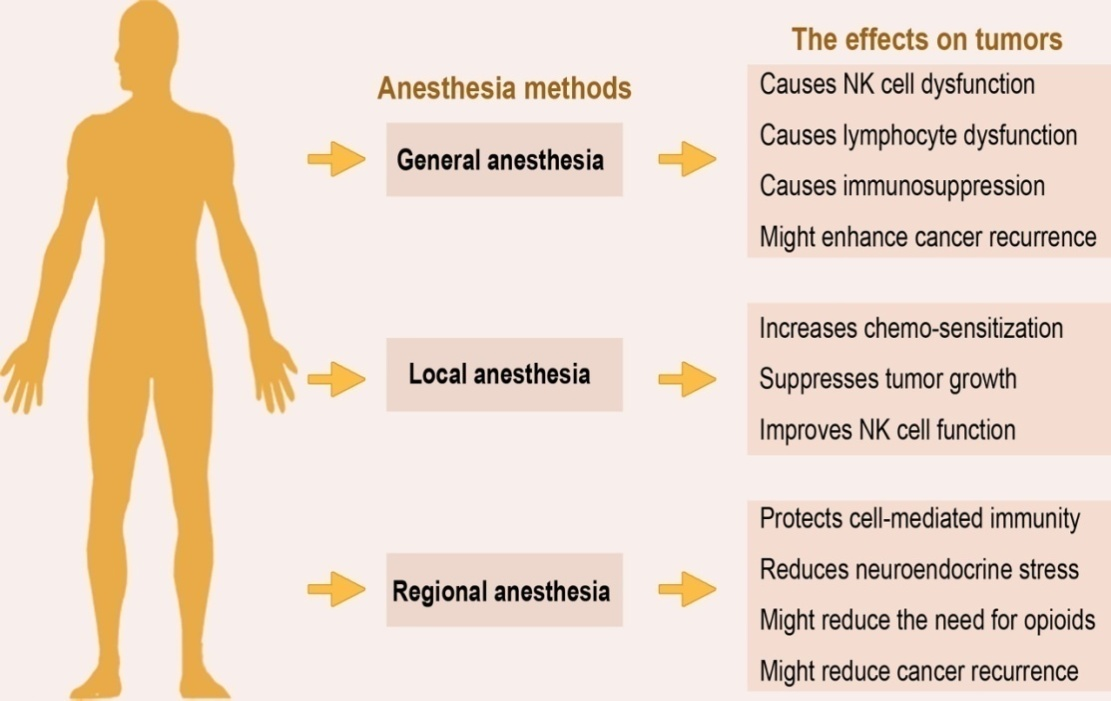 The effects on tumors
Anesthesia methods
General anesthesia
Causes NK cell dysfunction
Causes lymphocyte dysfunction
Causes immunosuppression
Might enhance cancer recurrence
Local anesthesia
Increases chemo-sensitization
Suppresses tumor growth
Improves NK cell function
Regional anesthesia
Protects cell-mediated immunity
Reduces neuroendocrine stress
Might reduce the need for opioids
Might reduce cancer recurrence